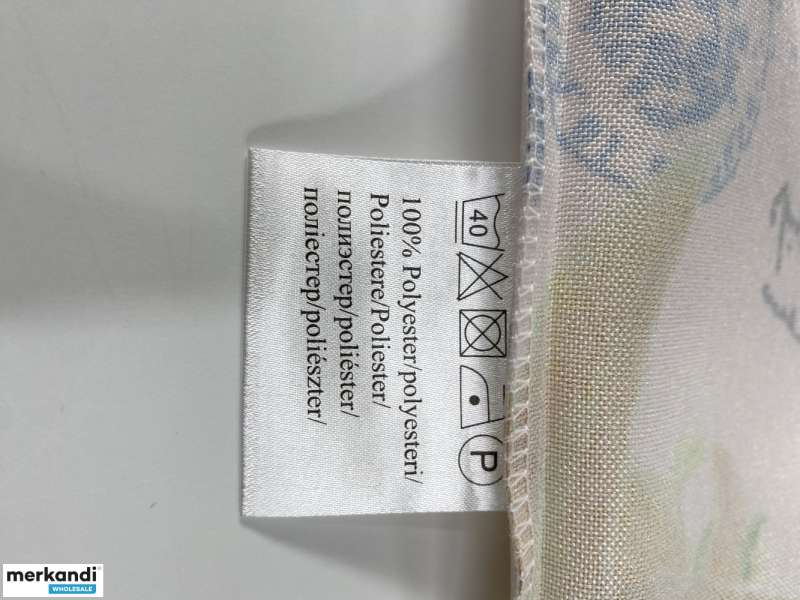 40
P
100% Polyester/polyesteri/
Poliestere/Poliester/
полиэстер/poliéster/
поліестер/poliészter/
merkandi
WHOLESALE